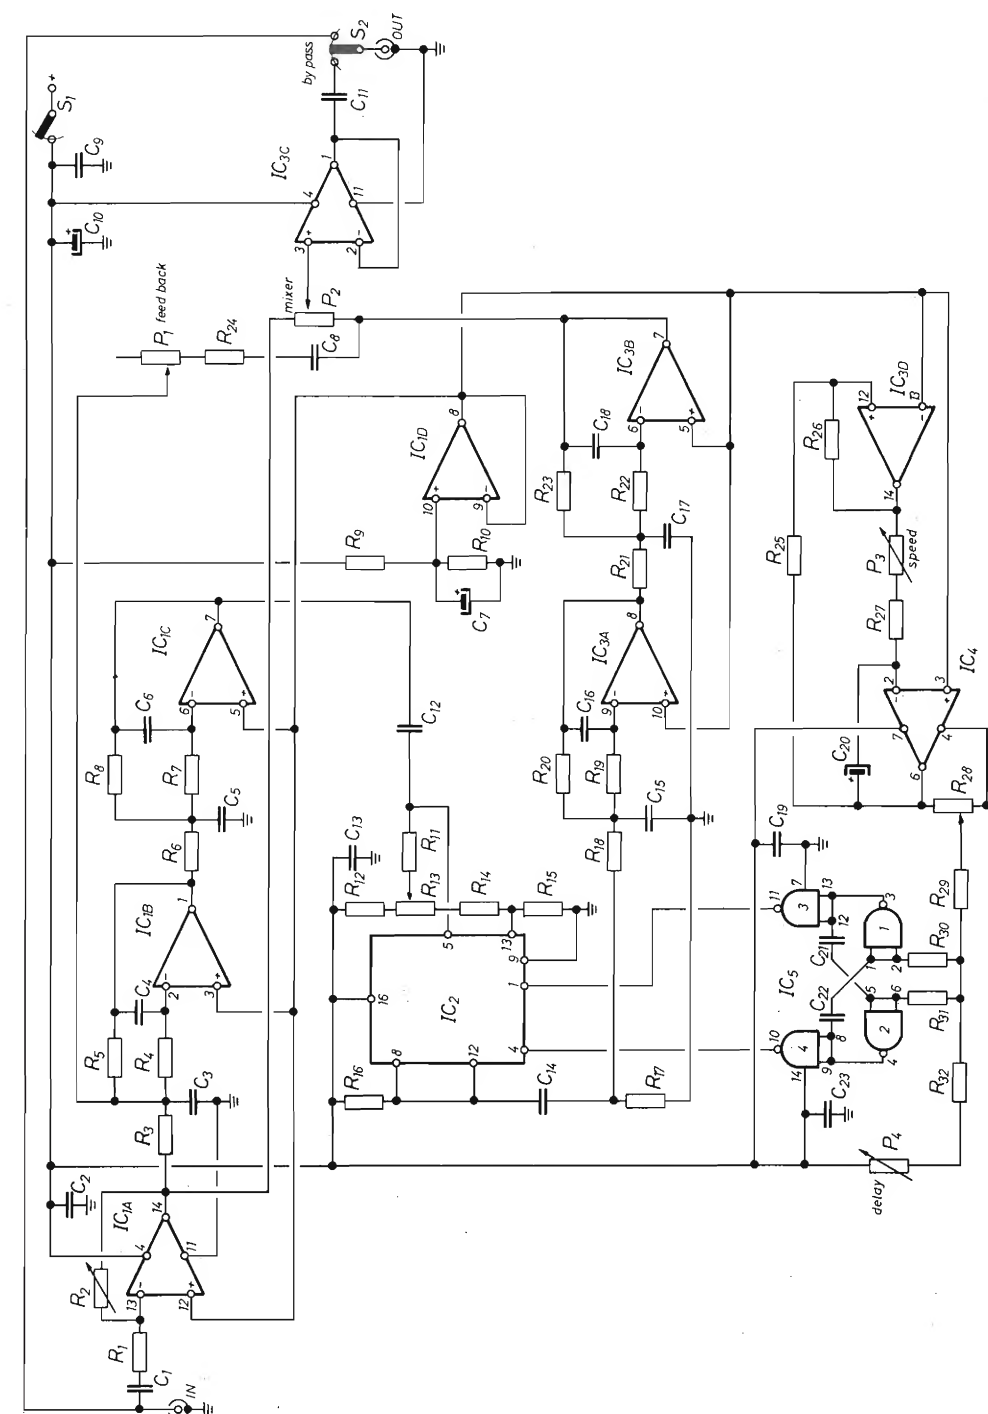 S1
+
C9
+
C10
P1 feed back
R24
C8
mixer
P2
IC3C
3
+
2
-
4
11
1
C11
by pass
S2
OUT
IC1D
10
+
9
-
8
R9
R10
+
C7
IC1C
6
-
5
+
7
C6
R8
R7
C5
R6
IC1B
2
-
3
+
1
C4
R5
R4
C3
R3
C2
IC1A
13
-
12
+
4
11
14
R2
R1
C1
IN
C12
R11
C13
R12
R13
R14
R15
IC2
16
5
13
9
1
4
8
12
R16
C14
R17
R18
C15
R19
R20
C16
IC3A
9
-
10
+
8
R21
C17
R22
R23
C18
IC3B
6
-
5
+
7
IC3D
12
+
13
-
14
R26
R25
P3
speed
R27
IC4
2
-
3
+
7
4
6
+
C20
R28
C19
R29
R30
R31
R32
IC5
C21
C22
C23
3
11
7
13
12
1
3
1
2
2
5
6
4
4
10
14
9
8
delay
P4